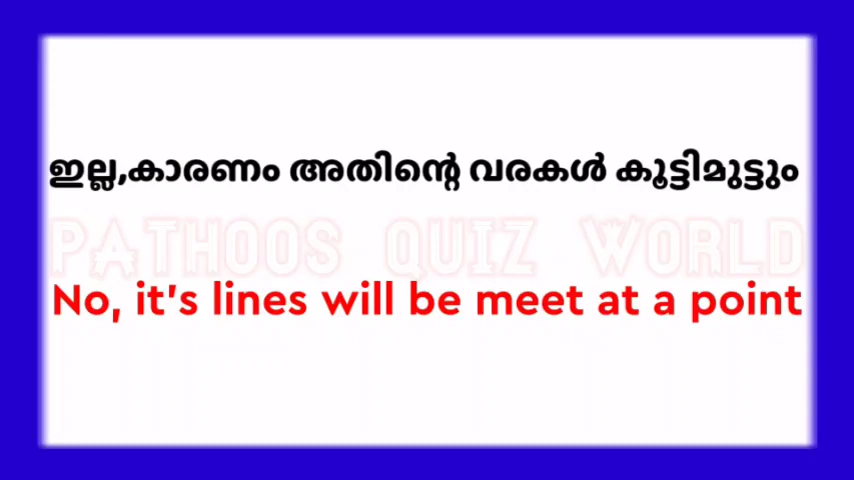 ഇല്ല,കാരണം അതിന്റെ വരകൾ കൂട്ടിമുട്ടും
PATHOOS QUIZ WORLD
No, it's lines will be meet at a point